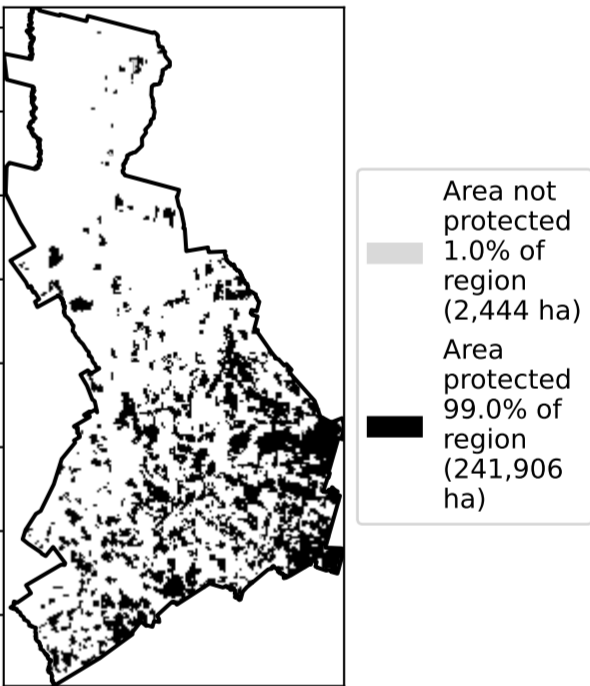 Area not
protected
1.0% of
region
(2,444 ha)
Area
protected
99.0% of
region
(241,906
ha)